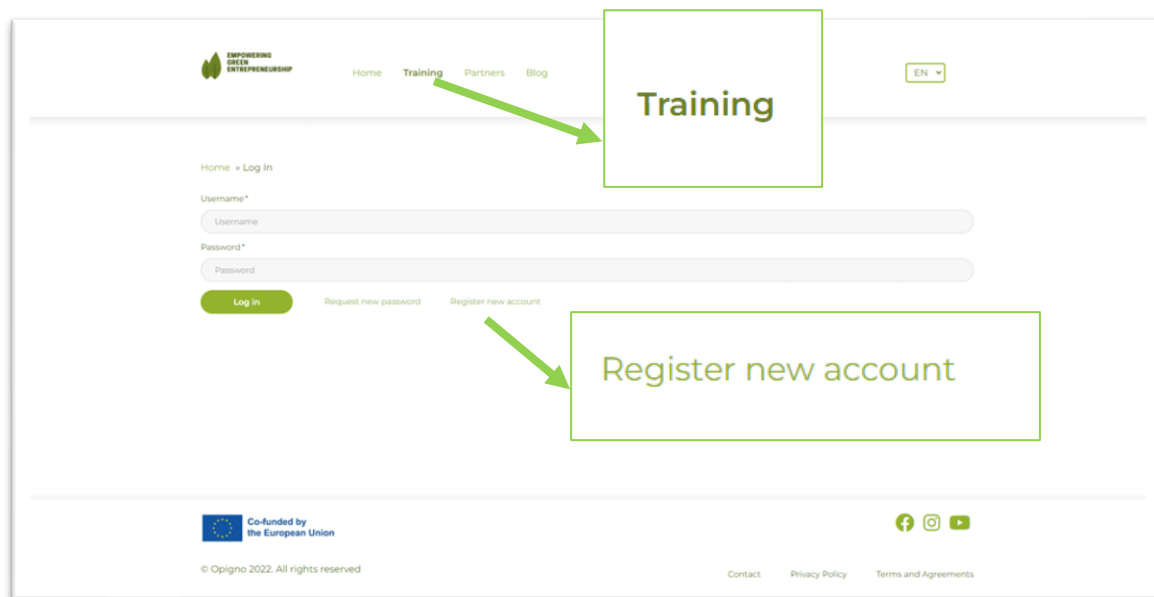 EMPOWERING
GREEN
ENTREPRENEURSHIP
Home Training Partners Blog
EN
Training
Home » Log In
Username*
Username
Password*
Password
Log in Request new password Register new account
Register new account
Co-funded by
the European Union
© Opigno 2022. All rights reserved
Contact Privacy Policy Terms and Agreements